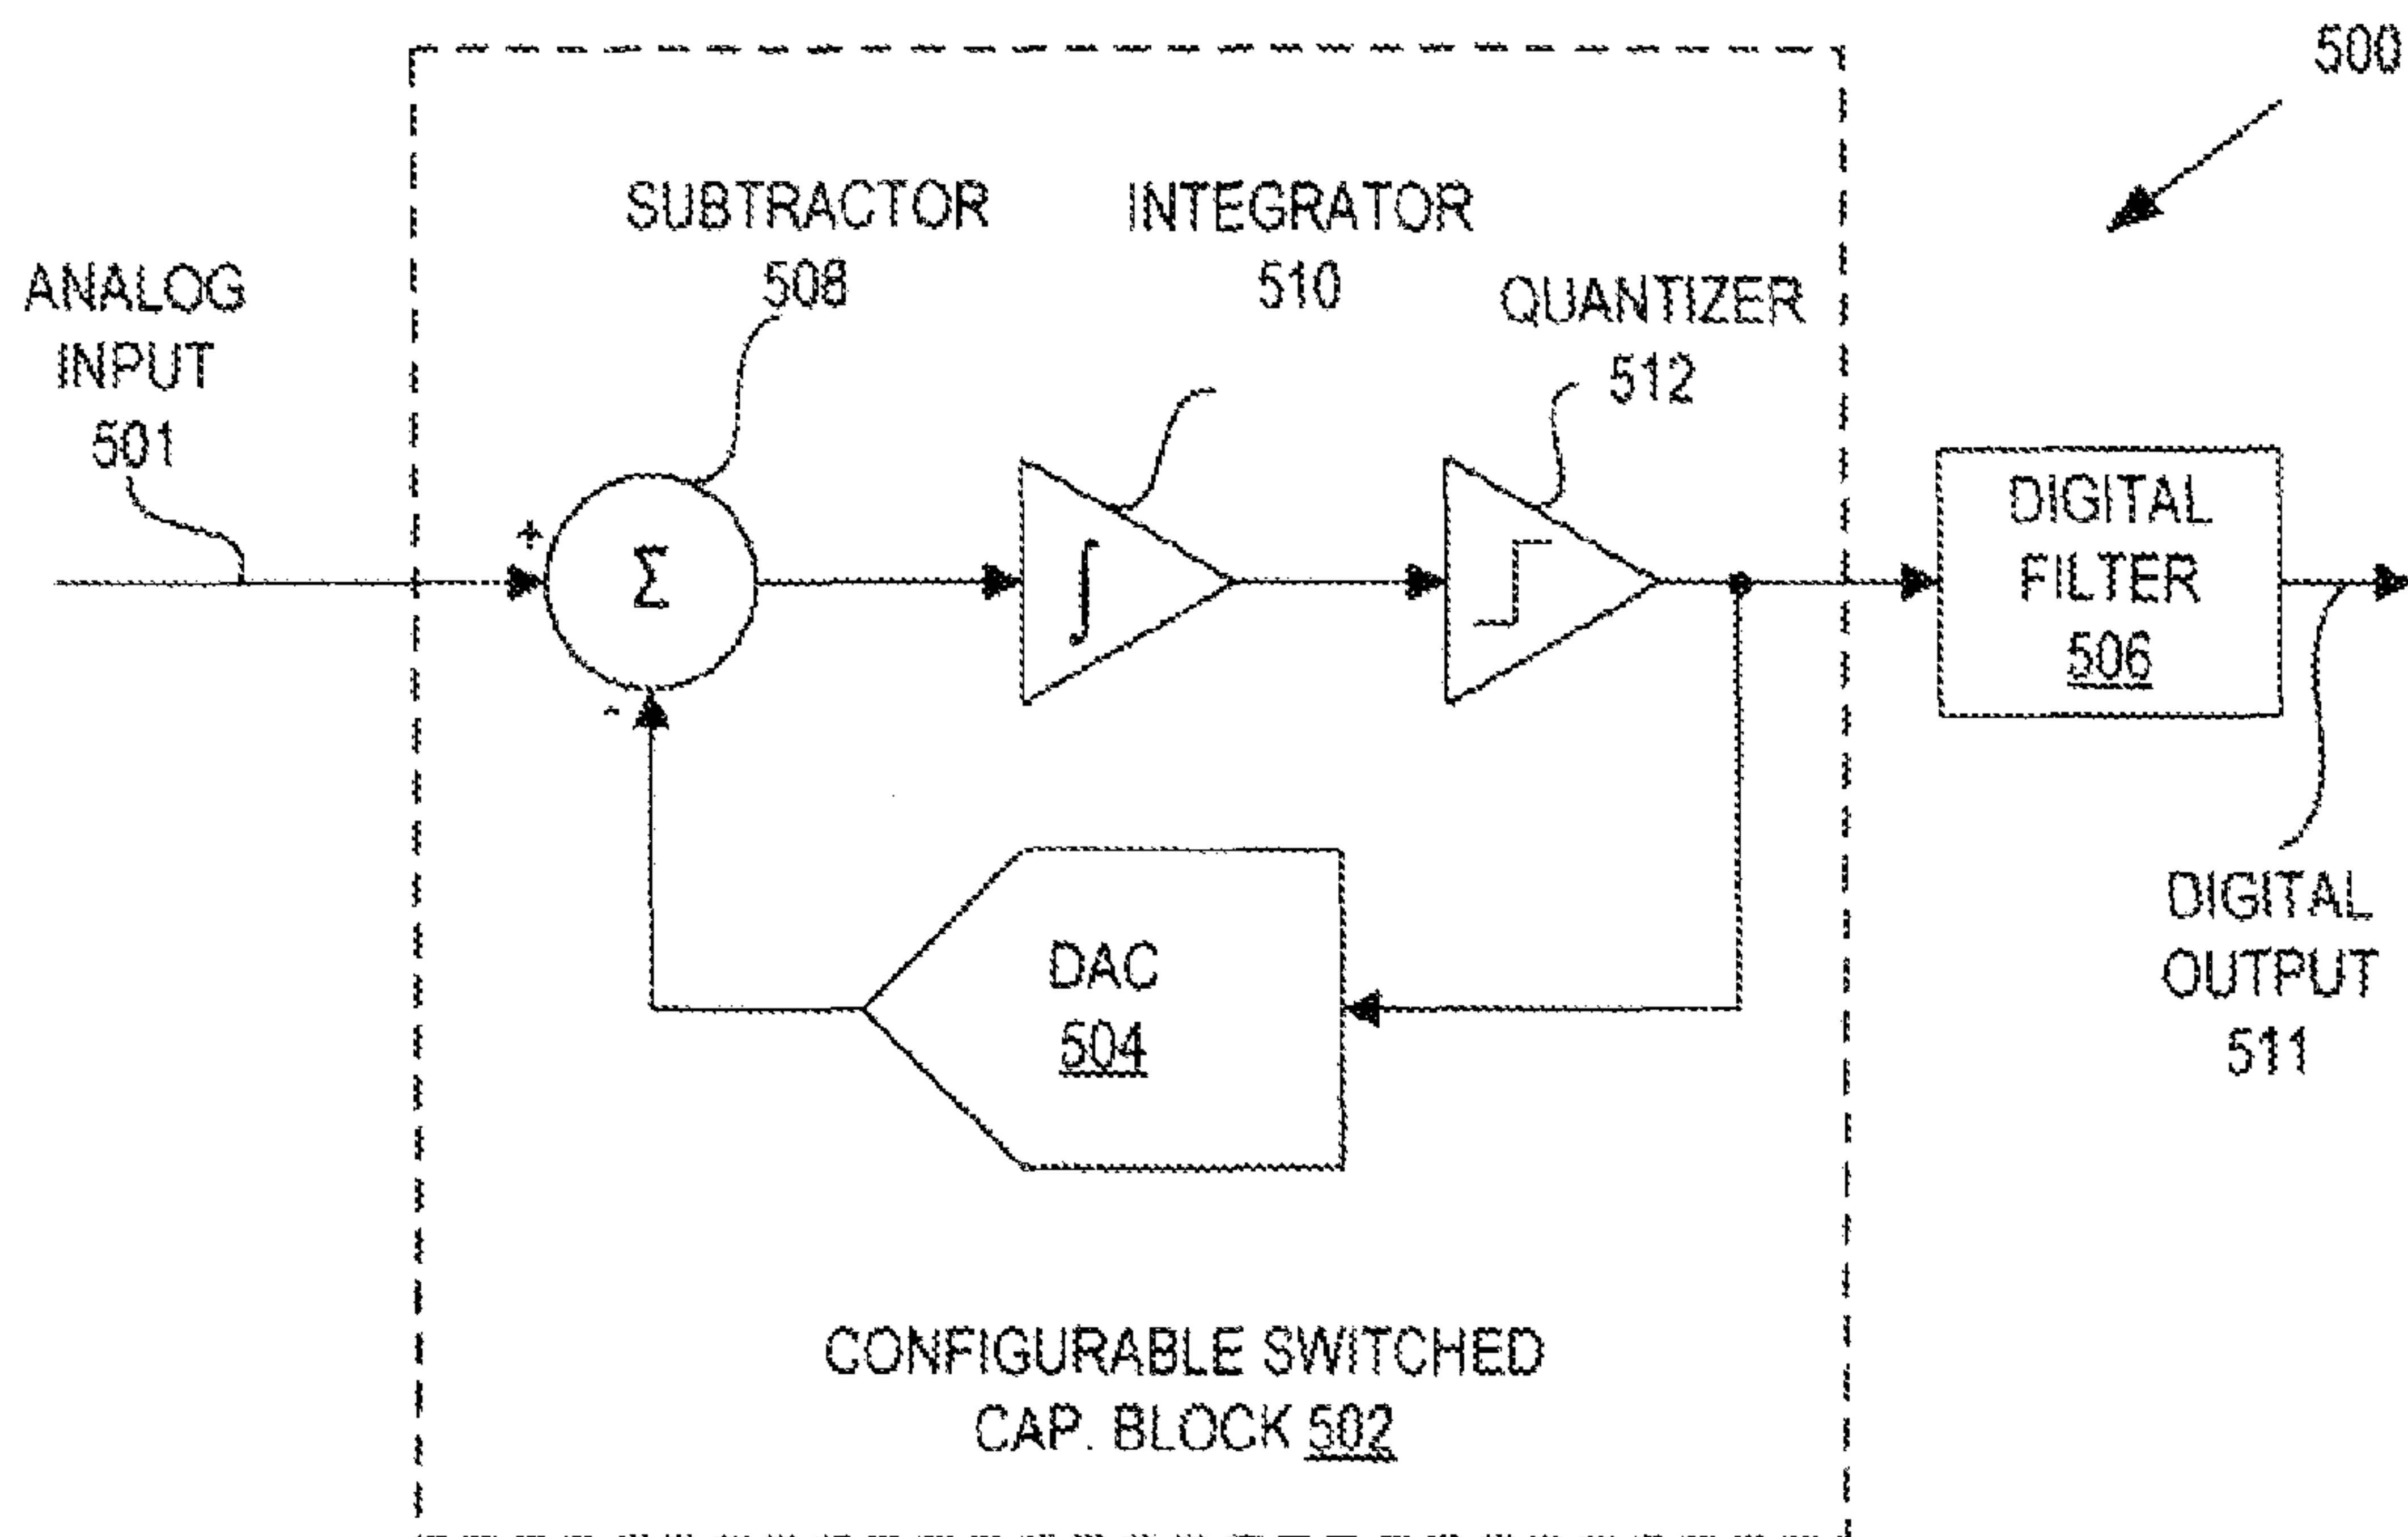 500
SUBTRACTOR
508
INTEGRATOR
510
QUANTIZER
512
ANALOG
INPUT
501
+
Σ
-
∫
DIGITAL
FILTER
506
DAC
504
DIGITAL
OUTPUT
511
CONFIGURABLE SWITCHED
CAP. BLOCK 502